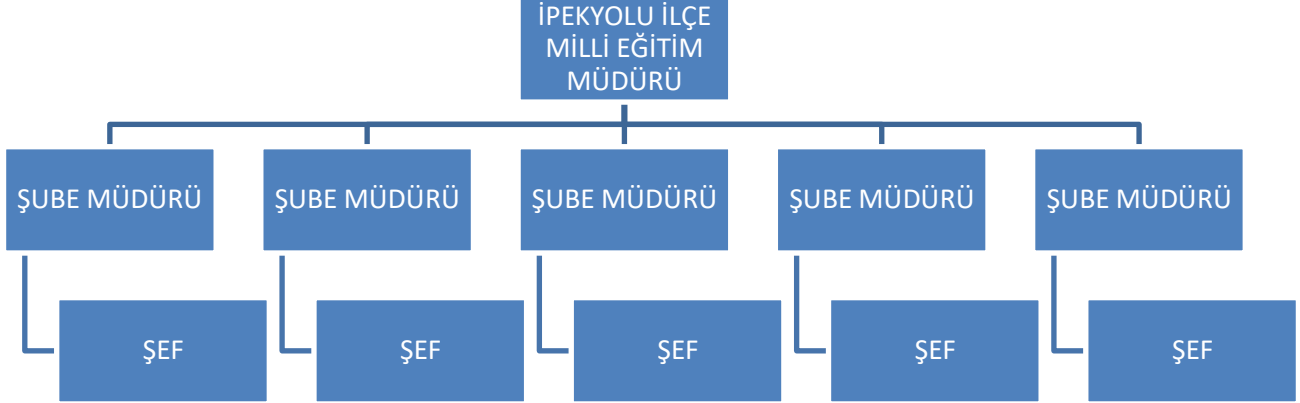 İPEKYOLU İLÇE
MİLLİ EĞİTİM
MÜDÜRÜ
ŞUBE MÜDÜRÜ
ŞUBE MÜDÜRÜ
ŞUBE MÜDÜRÜ
ŞUBE MÜDÜRÜ
ŞUBE MÜDÜRÜ
ŞEF
ŞEF
ŞEF
ŞEF
ŞEF